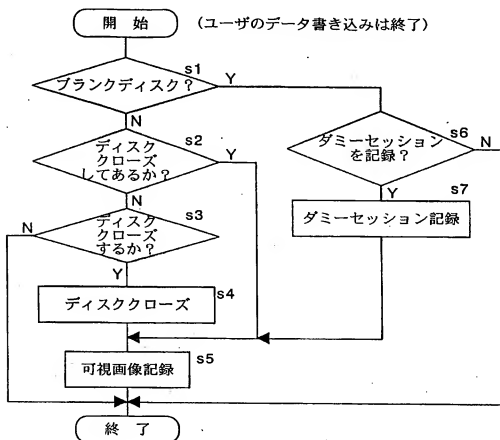 開 始
(ユーザのデータ書き込みは終了)
s1
ブランクディスク?
Y
N
s2
ディスク
クローズ
してあるか?
Y
N
s3
ディスク
クローズ
するか?
N
Y
s4
ディスククローズ
s5
可視画像記録
s6
ダミーセッション
を記録?
N
Y
s7
ダミーセッション記録
終 了